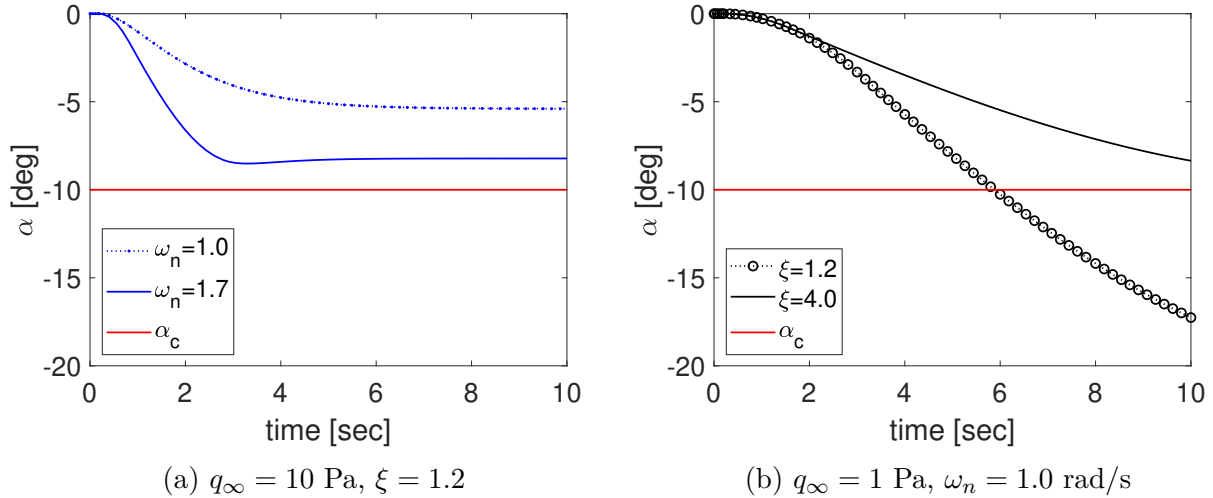 0
-5
-10
-15
-20
α [deg]
ω_n=1.0
ω_n=1.7
α_c
0 2 4 6 8 10
time [sec]
(a) q_∞ = 10 Pa, ξ = 1.2
0
-5
-10
-15
-20
α [deg]
ξ=1.2
ξ=4.0
α_c
0 2 4 6 8 10
time [sec]
(b) q_∞ = 1 Pa, ω_n = 1.0 rad/s